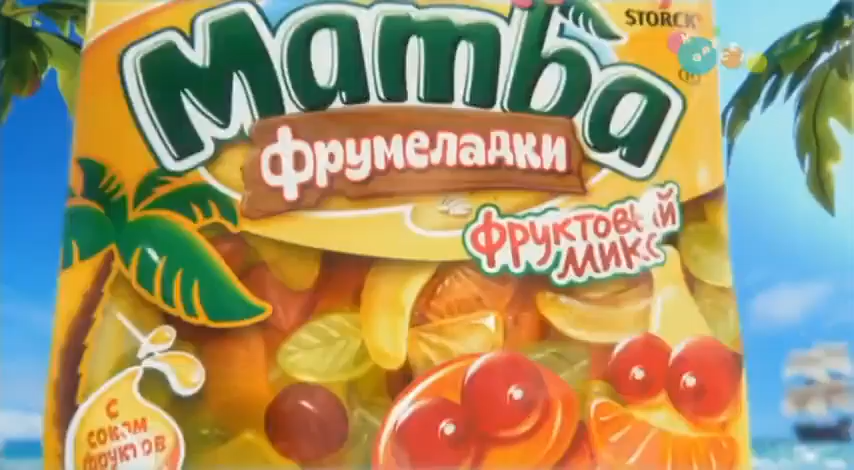 STORCK
Mamba
Фрумеладки
ФРУКТОВЫЙ
МИКС
С
СОКОМ
ФРУКТОВ